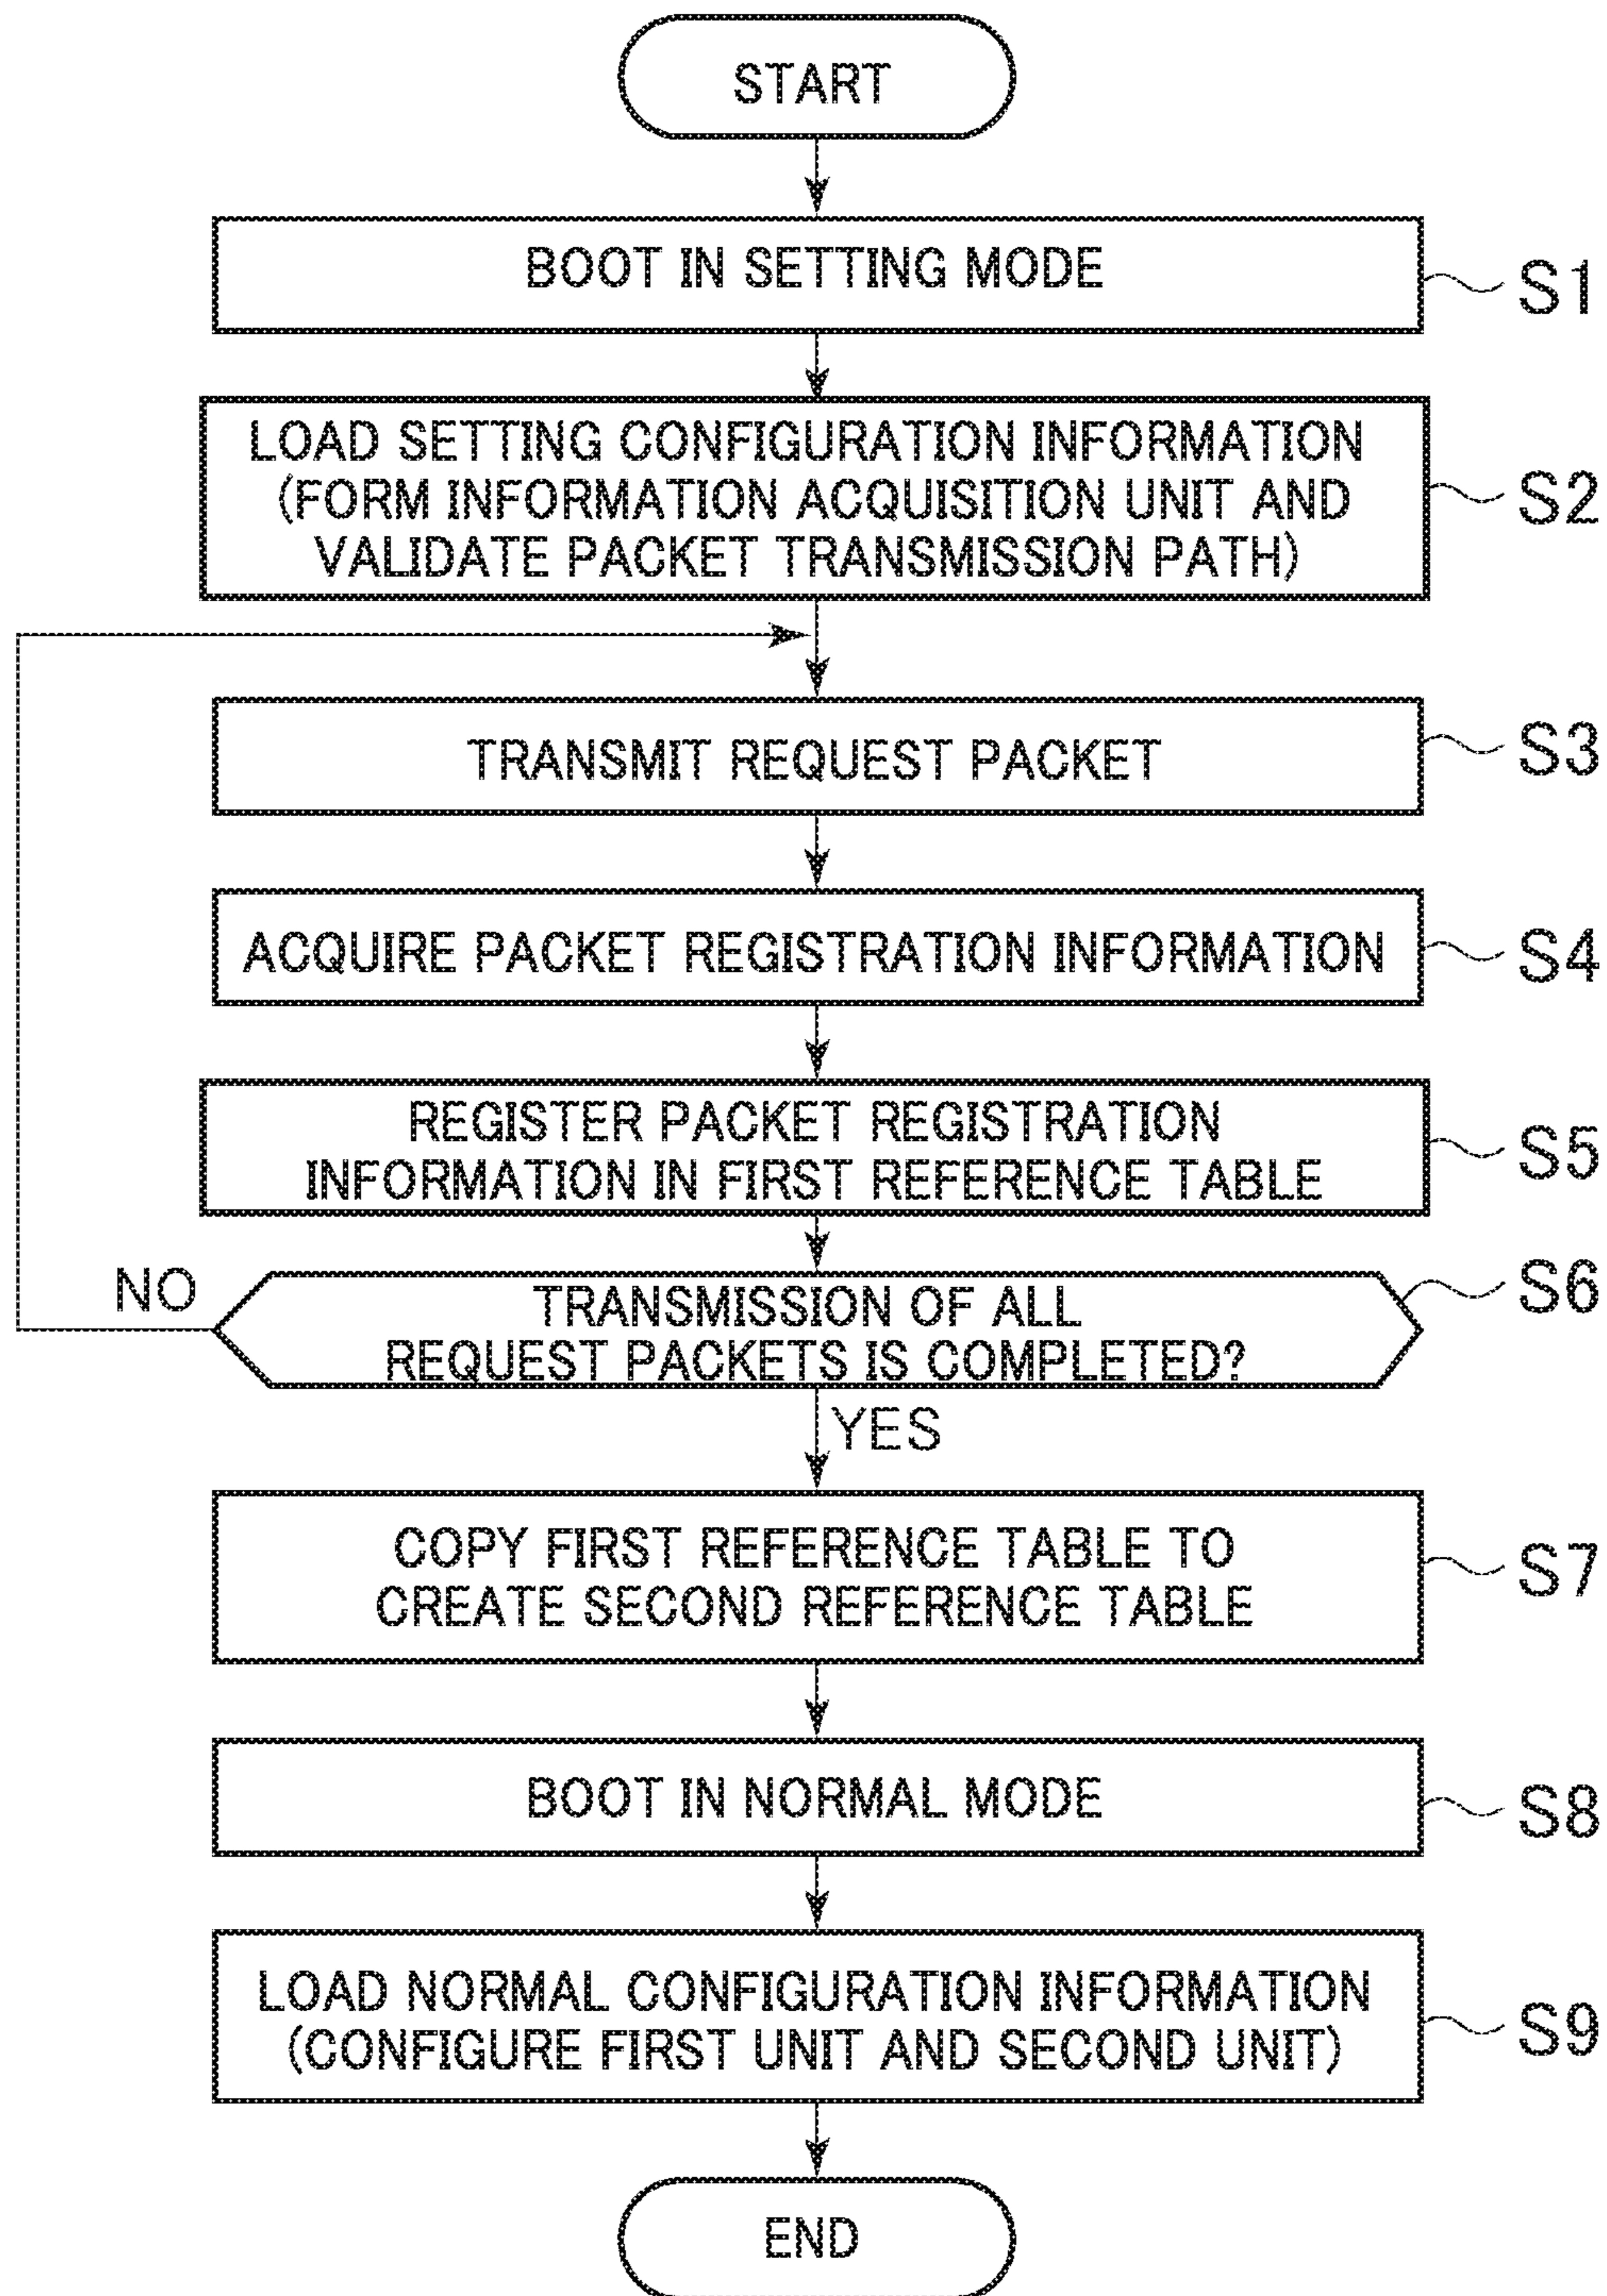 START
BOOT IN SETTING MODE
S1
LOAD SETTING CONFIGURATION INFORMATION
(FORM INFORMATION ACQUISITION UNIT AND
VALIDATE PACKET TRANSMISSION PATH)
S2
TRANSMIT REQUEST PACKET
S3
ACQUIRE PACKET REGISTRATION INFORMATION
S4
REGISTER PACKET REGISTRATION
INFORMATION IN FIRST REFERENCE TABLE
S5
NO
TRANSMISSION OF ALL
REQUEST PACKETS IS COMPLETED?
S6
YES
COPY FIRST REFERENCE TABLE TO
CREATE SECOND REFERENCE TABLE
S7
BOOT IN NORMAL MODE
S8
LOAD NORMAL CONFIGURATION INFORMATION
(CONFIGURE FIRST UNIT AND SECOND UNIT)
S9
END